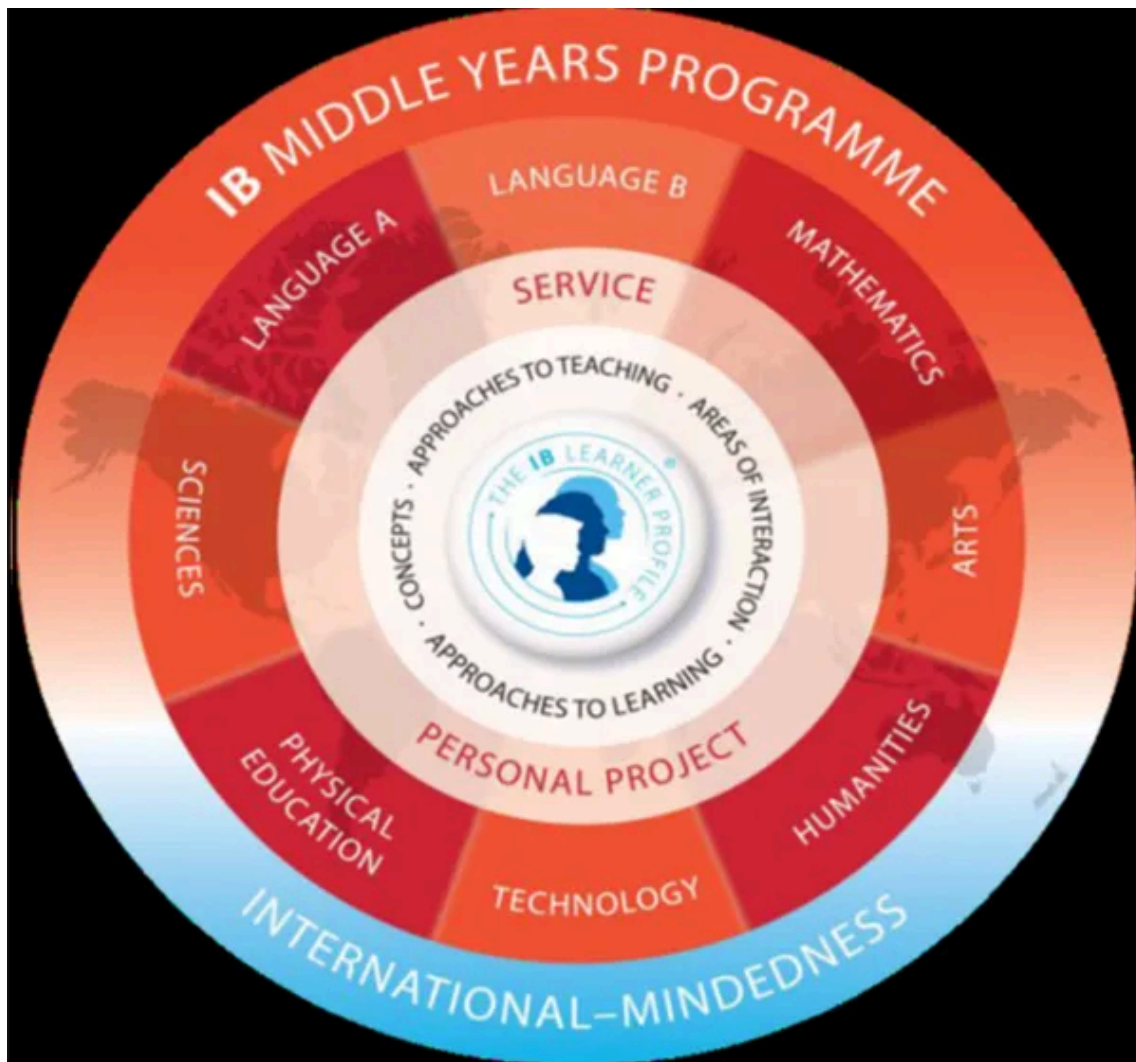 IB MIDDLE YEARS PROGRAMME
LANGUAGE A
LANGUAGE B
MATHEMATICS
SCIENCES
ARTS
PHYSICAL
EDUCATION
TECHNOLOGY
HUMANITIES
SERVICE
PERSONAL PROJECT
APPROACHES TO TEACHING · AREAS OF INTERACTION · APPROACHES TO LEARNING · CONCEPTS ·
THE IB LEARNER PROFILE ®
INTERNATIONAL–MINDEDNESS